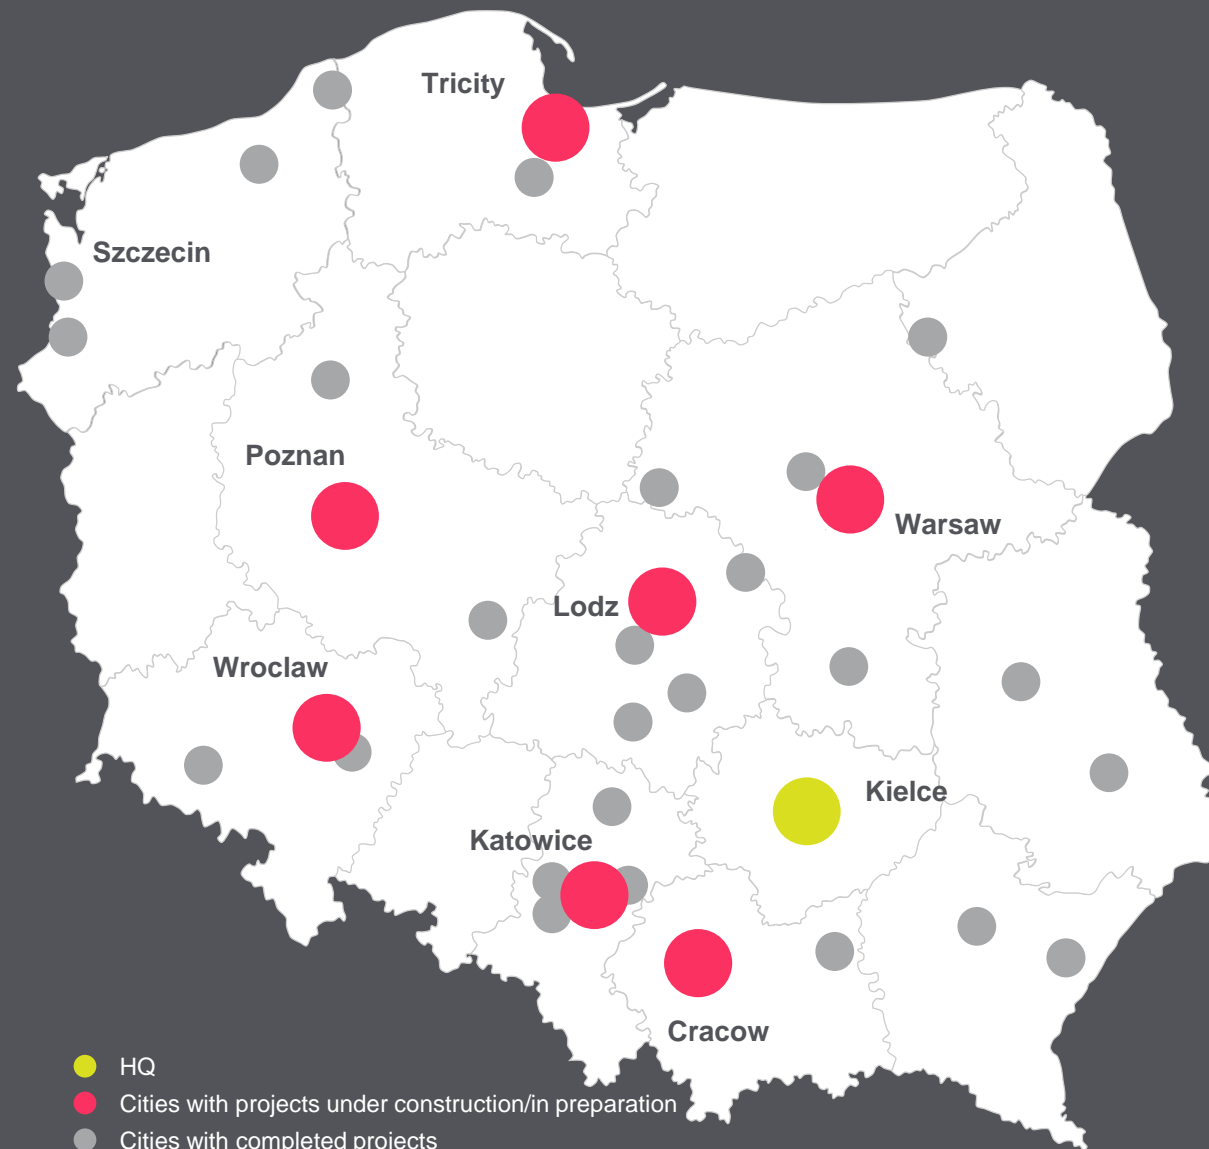 Tricity
Szczecin
Poznan
Warsaw
Lodz
Wroclaw
Kielce
Katowice
Cracow
HQ
Cities with projects under construction/in preparation
Cities with completed projects